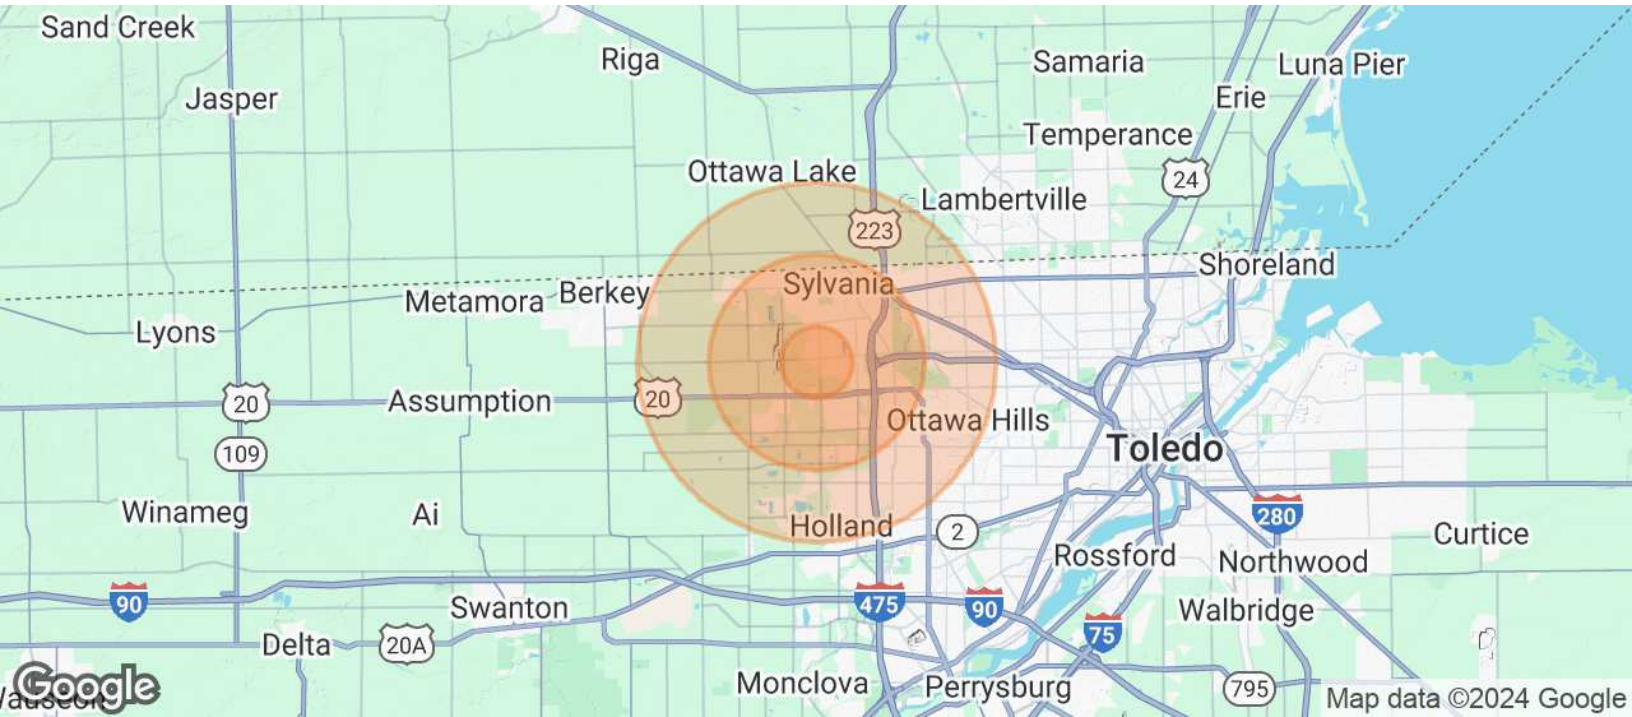 Sand Creek
Riga
Samaria
Luna Pier
Jasper
Erie
Temperance
Ottawa Lake
24
Lambertville
223
Shoreland
Sylvania
Metamora
Berkey
Lyons
20
20
Assumption
Ottawa Hills
Toledo
109
Winameg
Ai
Holland
2
280
Curtice
Rossford
Northwood
90
475
90
Swanton
Walbridge
75
Delta
20A
Monclova
Perrysburg
795
Google
Map data ©2024 Google